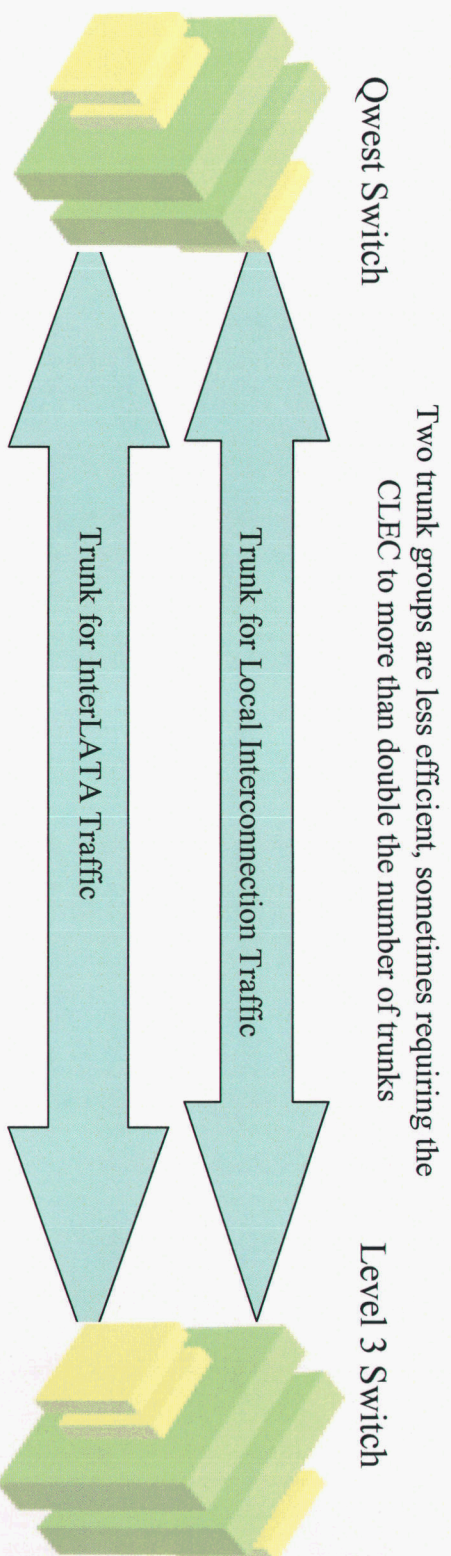 Two trunk groups are less efficient, sometimes requiring the
CLEC to more than double the number of trunks
Qwest Switch
Level 3 Switch
Trunk for Local Interconnection Traffic
Trunk for InterLATA Traffic